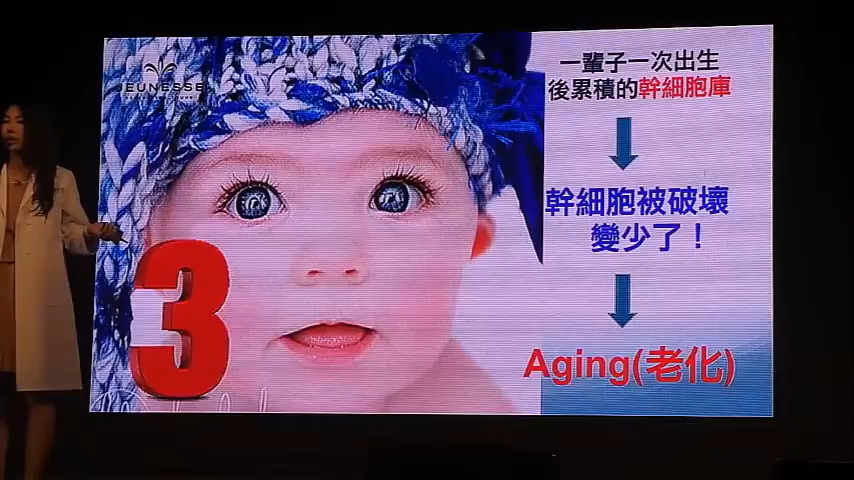 JEUNESSE
一輩子一次出生
後累積的幹細胞庫
幹細胞被破壞
變少了！
Aging(老化)
3